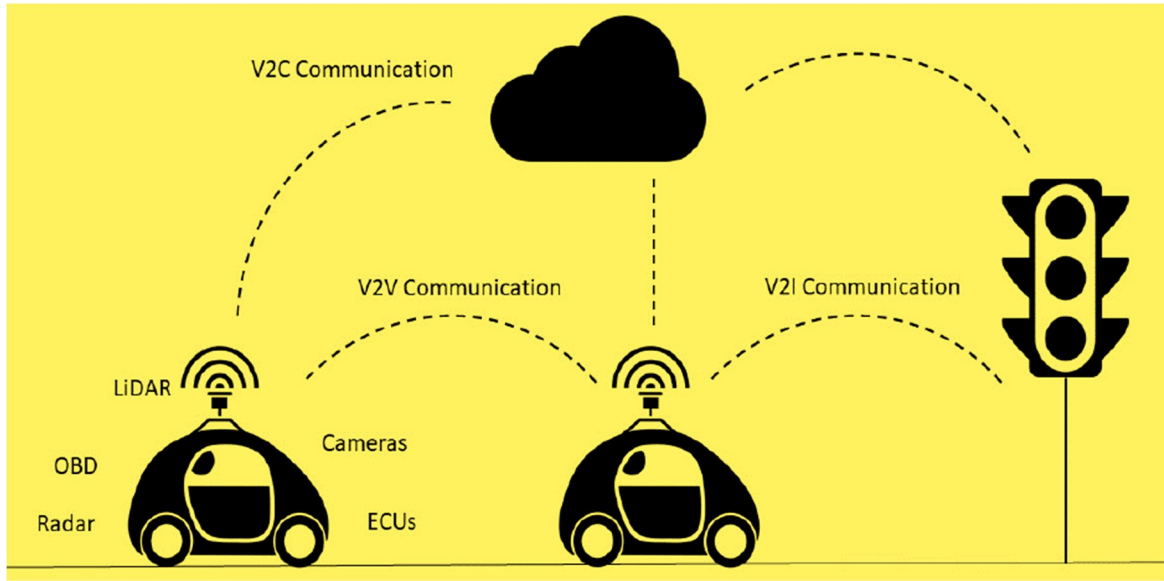 V2C Communication
V2V Communication
V2I Communication
LiDAR
Cameras
OBD
Radar
ECUs